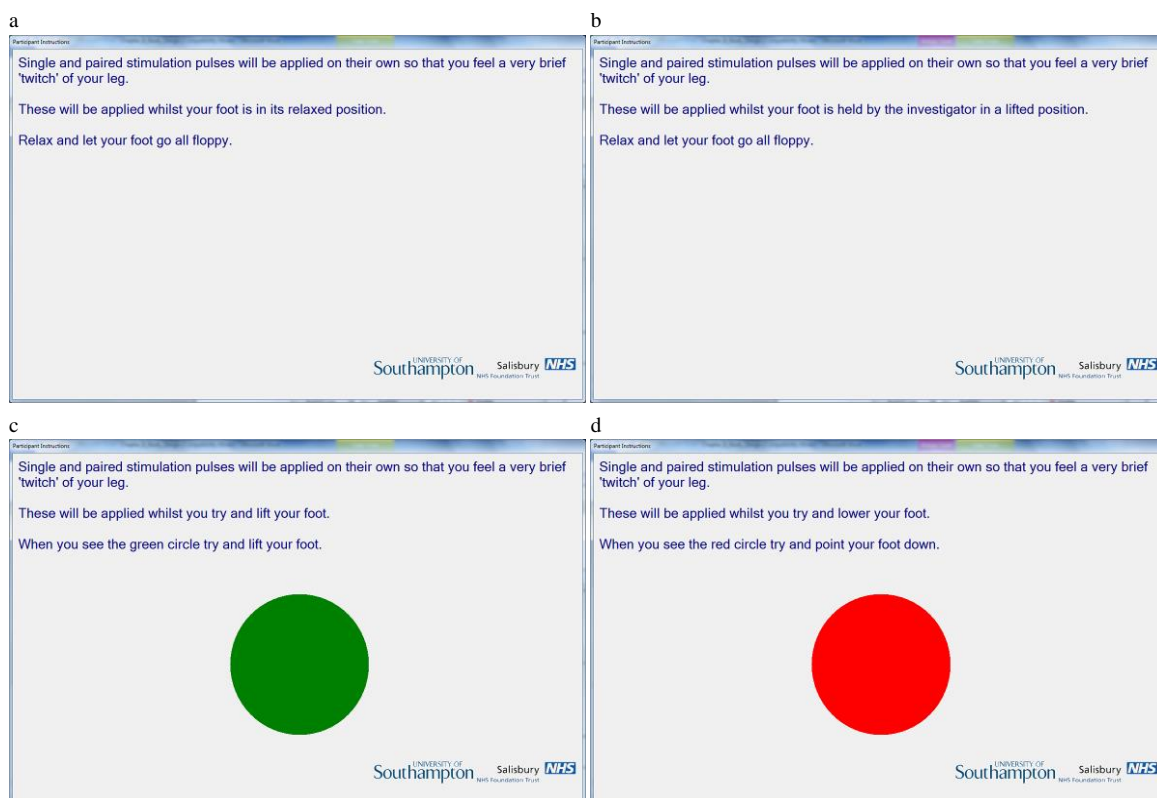 a
Participant Instructions
Single and paired stimulation pulses will be applied on their own so that you feel a very brief
'twitch' of your leg.
These will be applied whilst your foot is in its relaxed position.
Relax and let your foot go all floppy.
UNIVERSITY OF
Southampton
Salisbury NHS
NHS Foundation Trust
b
Participant Instructions
Single and paired stimulation pulses will be applied on their own so that you feel a very brief
'twitch' of your leg.
These will be applied whilst your foot is held by the investigator in a lifted position.
Relax and let your foot go all floppy.
UNIVERSITY OF
Southampton
Salisbury NHS
NHS Foundation Trust
c
Participant Instructions
Single and paired stimulation pulses will be applied on their own so that you feel a very brief
'twitch' of your leg.
These will be applied whilst you try and lift your foot.
When you see the green circle try and lift your foot.
UNIVERSITY OF
Southampton
Salisbury NHS
NHS Foundation Trust
d
Participant Instructions
Single and paired stimulation pulses will be applied on their own so that you feel a very brief
'twitch' of your leg.
These will be applied whilst you try and lower your foot.
When you see the red circle try and point your foot down.
UNIVERSITY OF
Southampton
Salisbury NHS
NHS Foundation Trust